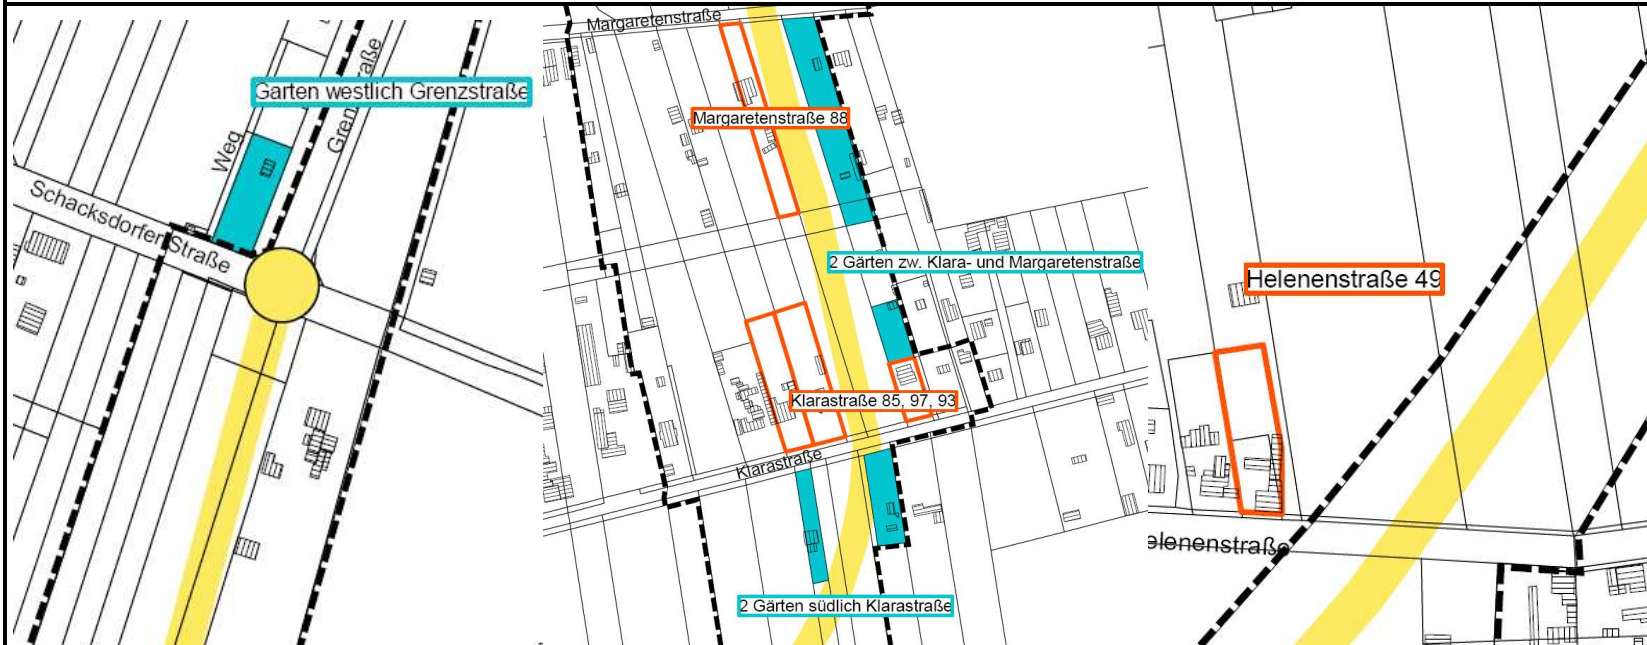 Garten westlich Grenzstraße
Grenzstraße
Weg
Schacksdorfer Straße
Margaretenstraße
Margaretenstraße 88
2 Gärten zw. Klara- und Margaretenstraße
Klarastraße 85, 97, 93
Klarastraße
2 Gärten südlich Klarastraße
Helenenstraße 49
elenenstraße